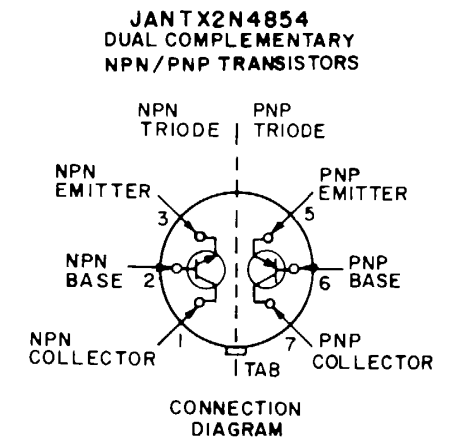 JANTX2N4854
DUAL COMPLEMENTARY
NPN/PNP TRANSISTORS
NPN
TRIODE
PNP
TRIODE
NPN
EMITTER
3
PNP
EMITTER
5
NPN
BASE
2
PNP
BASE
6
NPN
COLLECTOR
1
PNP
COLLECTOR
7
TAB
CONNECTION
DIAGRAM